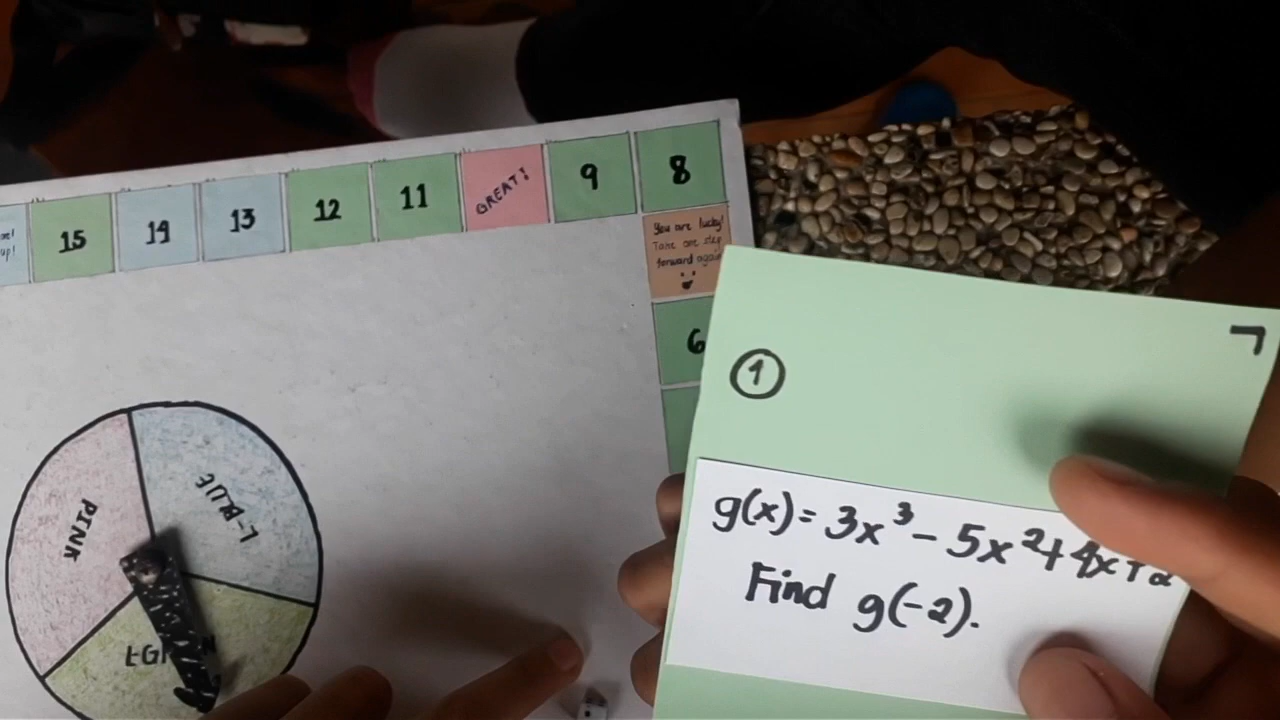 15
14
13
12
11
GREAT!
9
8
You are lucky!
Take one step
forward again
6
PINK
L-BLUE
1
g(x) = 3x³ - 5x² + 4x + 2
Find g(-2).